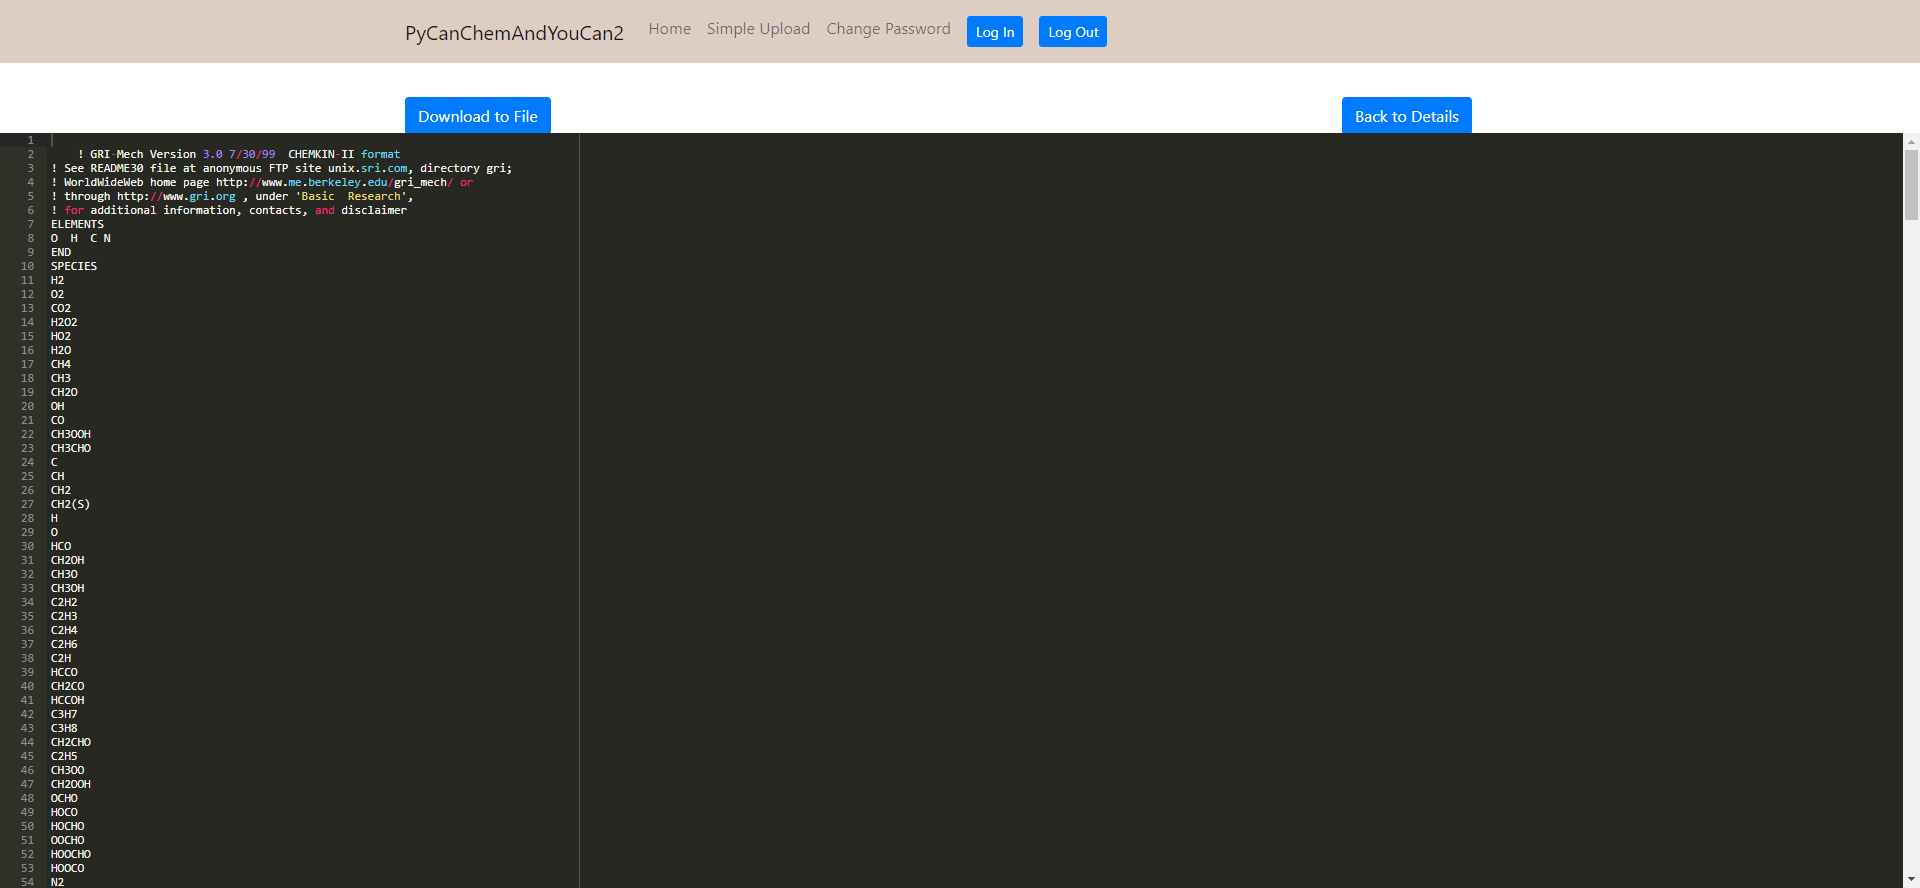 PyCanChemAndYouCan2 Home Simple Upload Change Password Log In Log Out
Download to File Back to Details
1
2 ! GRI-Mech Version 3.0 7/30/99  CHEMKIN-II format
3 ! See README30 file at anonymous FTP site unix.sri.com, directory gri;
4 ! WorldWideWeb home page http://www.me.berkeley.edu/gri_mech/ or
5 ! through http://www.gri.org , under 'Basic  Research',
6 ! for additional information, contacts, and disclaimer
7 ELEMENTS
8 O  H  C N
9 END
10 SPECIES
11 H2
12 O2
13 CO2
14 H2O2
15 HO2
16 H2O
17 CH4
18 CH3
19 CH2O
20 OH
21 CO
22 CH3OOH
23 CH3CHO
24 C
25 CH
26 CH2
27 CH2(S)
28 H
29 O
30 HCO
31 CH2OH
32 CH3O
33 CH3OH
34 C2H2
35 C2H3
36 C2H4
37 C2H6
38 C2H
39 HCCO
40 CH2CO
41 HCCOH
42 C3H7
43 C3H8
44 CH2CHO
45 C2H5
46 CH3OO
47 CH2OOH
48 OCHO
49 HOCO
50 HOCHO
51 OOCHO
52 HOOCHO
53 HOOCO
54 N2